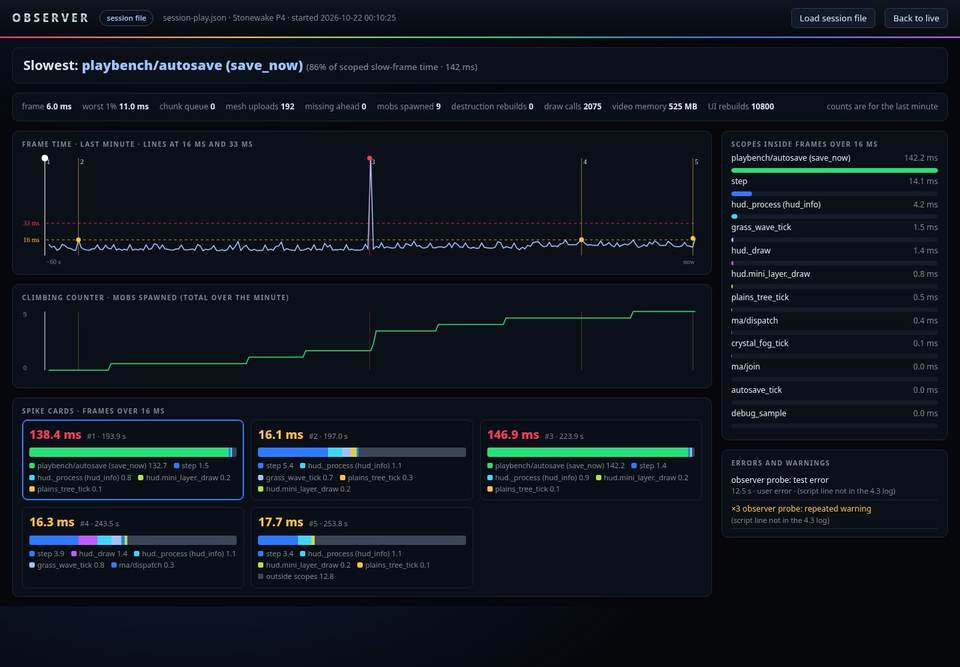 OBSERVER session file session-play.json · Stonewake P4 · started 2026-10-22 00:10:25 Load session file Back to live
Slowest: playbench/autosave (save_now) (86% of scoped slow-frame time · 142 ms)
frame 6.0 ms worst 1% 11.0 ms chunk queue 0 mesh uploads 192 missing ahead 0 mobs spawned 9 destruction rebuilds 0 draw calls 2075 video memory 525 MB UI rebuilds 10800 counts are for the last minute
FRAME TIME · LAST MINUTE · LINES AT 16 MS AND 33 MS
1 2 3 4 5
33 ms
16 ms
-60 s now
CLIMBING COUNTER · MOBS SPAWNED (TOTAL OVER THE MINUTE)
9
0
SPIKE CARDS · FRAMES OVER 16 MS
138.4 ms #1 · 193.9 s
playbench/autosave (save_now) 132.7 step 1.5
hud._process (hud_info) 0.8 hud.mini_layer._draw 0.2
plains_tree_tick 0.1
16.1 ms #2 · 197.0 s
step 5.4 hud._process (hud_info) 1.1
grass_wave_tick 0.7 plains_tree_tick 0.3
hud.mini_layer._draw 0.2
146.9 ms #3 · 223.9 s
playbench/autosave (save_now) 142.2 step 1.4
hud._process (hud_info) 0.9 hud.mini_layer._draw 0.6
plains_tree_tick 0.1
16.3 ms #4 · 243.5 s
step 3.9 hud._draw 1.4 hud._process (hud_info) 1.1
grass_wave_tick 0.8 ma/dispatch 0.3
17.7 ms #5 · 253.8 s
step 3.4 hud._process (hud_info) 1.1
hud.mini_layer._draw 0.2 plains_tree_tick 0.1
outside scopes 12.8
SCOPES INSIDE FRAMES OVER 16 MS
playbench/autosave (save_now) 142.2 ms
step 14.1 ms
hud._process (hud_info) 4.2 ms
grass_wave_tick 1.5 ms
hud._draw 1.4 ms
hud.mini_layer._draw 0.8 ms
plains_tree_tick 0.5 ms
ma/dispatch 0.4 ms
crystal_fog_tick 0.1 ms
ma/join 0.0 ms
autosave_tick 0.0 ms
debug_sample 0.0 ms
ERRORS AND WARNINGS
observer probe: test error
12.5 s · user error · (script line not in the 4.3 log)
×3 observer probe: repeated warning
(script line not in the 4.3 log)